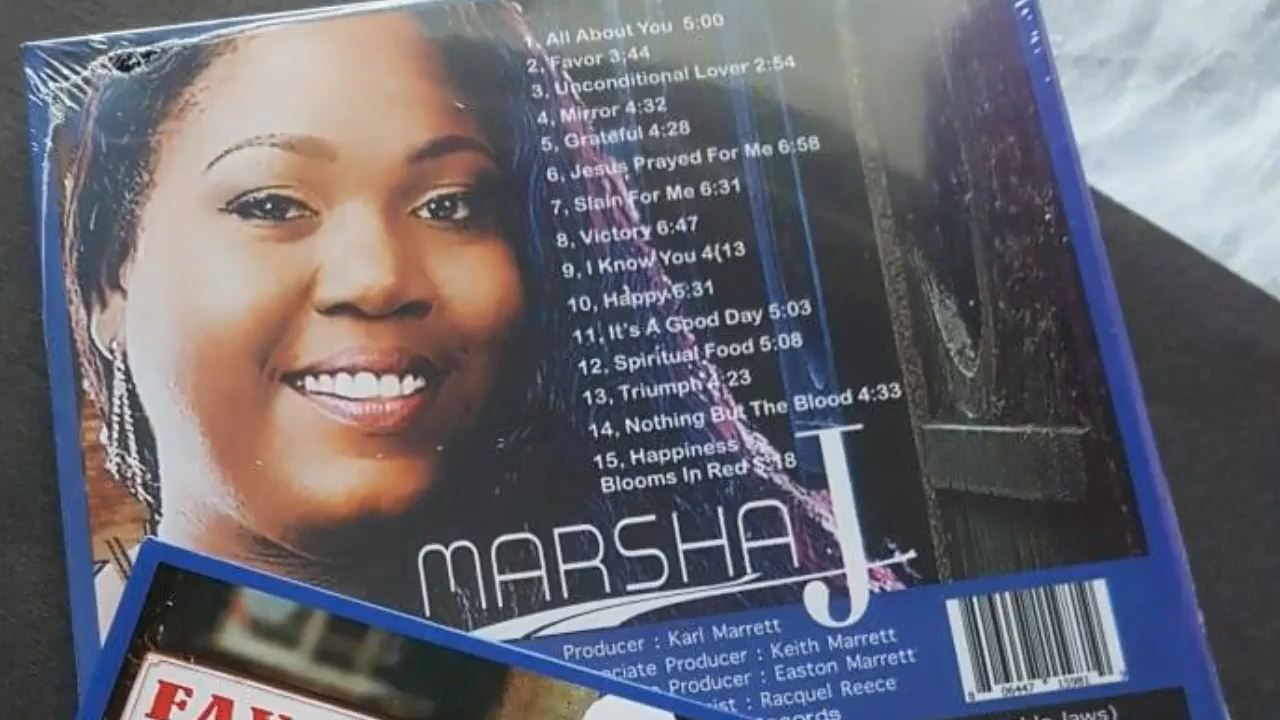 1, All About You 5:00
2, Favor 3:44
3, Unconditional Lover 2:54
4, Mirror 4:32
5, Grateful 4:28
6, Jesus Prayed For Me 6:58
7, Slain For Me 6:31
8, Victory 6:47
9, I Know You 4(13
10, Happy 6:31
11, It's A Good Day 5:03
12, Spiritual Food 5:08
13, Triumph 4:23
14, Nothing But The Blood 4:33
15, Happiness
Blooms In Red 5:18
MARSHA J
Producer : Karl Marrett
Producer : Keith Marrett
Producer : Easton Marrett
: Racquel Reece